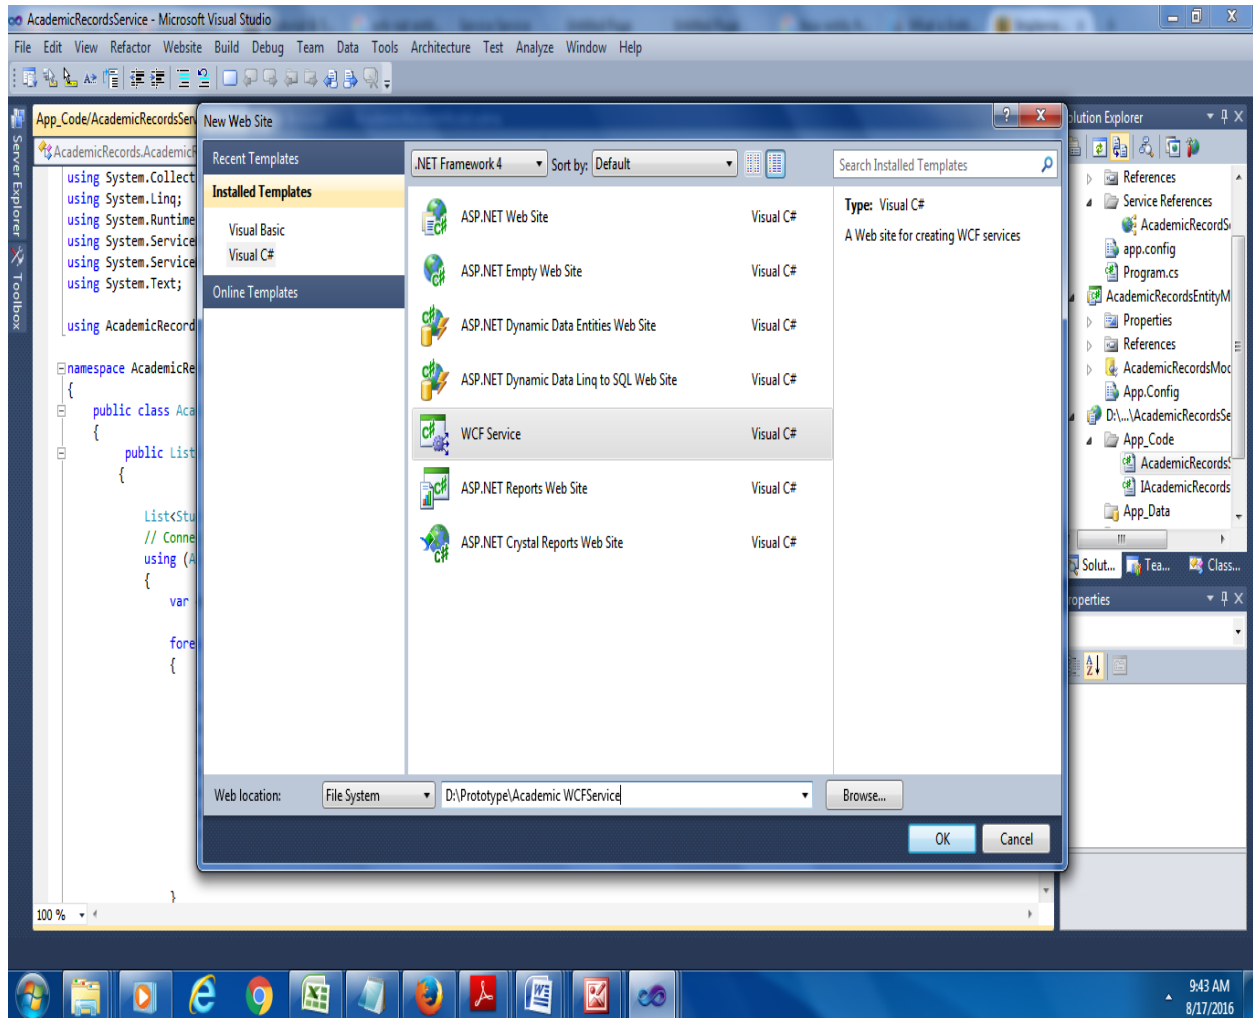 AcademicRecordsService - Microsoft Visual Studio
File Edit View Refactor Website Build Debug Team Data Tools Architecture Test Analyze Window Help
Server Explorer
Toolbox
App_Code/AcademicRecordsSer
AcademicRecords.Academic
using System.Collect
using System.Linq;
using System.Runtime
using System.Service
using System.Service
using System.Text;
using AcademicRecord
namespace AcademicRe
{
public class Aca
{
public List
{
List<Stu
// Conne
using (A
{
var
fore
{
}
100 %
New Web Site
Recent Templates
Installed Templates
Visual Basic
Visual C#
Online Templates
.NET Framework 4 Sort by: Default
ASP.NET Web Site Visual C#
ASP.NET Empty Web Site Visual C#
ASP.NET Dynamic Data Entities Web Site Visual C#
ASP.NET Dynamic Data Linq to SQL Web Site Visual C#
WCF Service Visual C#
ASP.NET Reports Web Site Visual C#
ASP.NET Crystal Reports Web Site Visual C#
Search Installed Templates
Type: Visual C#
A Web site for creating WCF services
Web location: File System D:\Prototype\Academic WCFService Browse...
OK Cancel
olution Explorer
References
Service References
AcademicRecordS
app.config
Program.cs
AcademicRecordsEntityM
Properties
References
AcademicRecordsMod
App.Config
D:\...\AcademicRecordsSe
App_Code
AcademicRecordsS
IAcademicRecords
App_Data
Solut... Tea... Class...
roperties
9:43 AM
8/17/2016